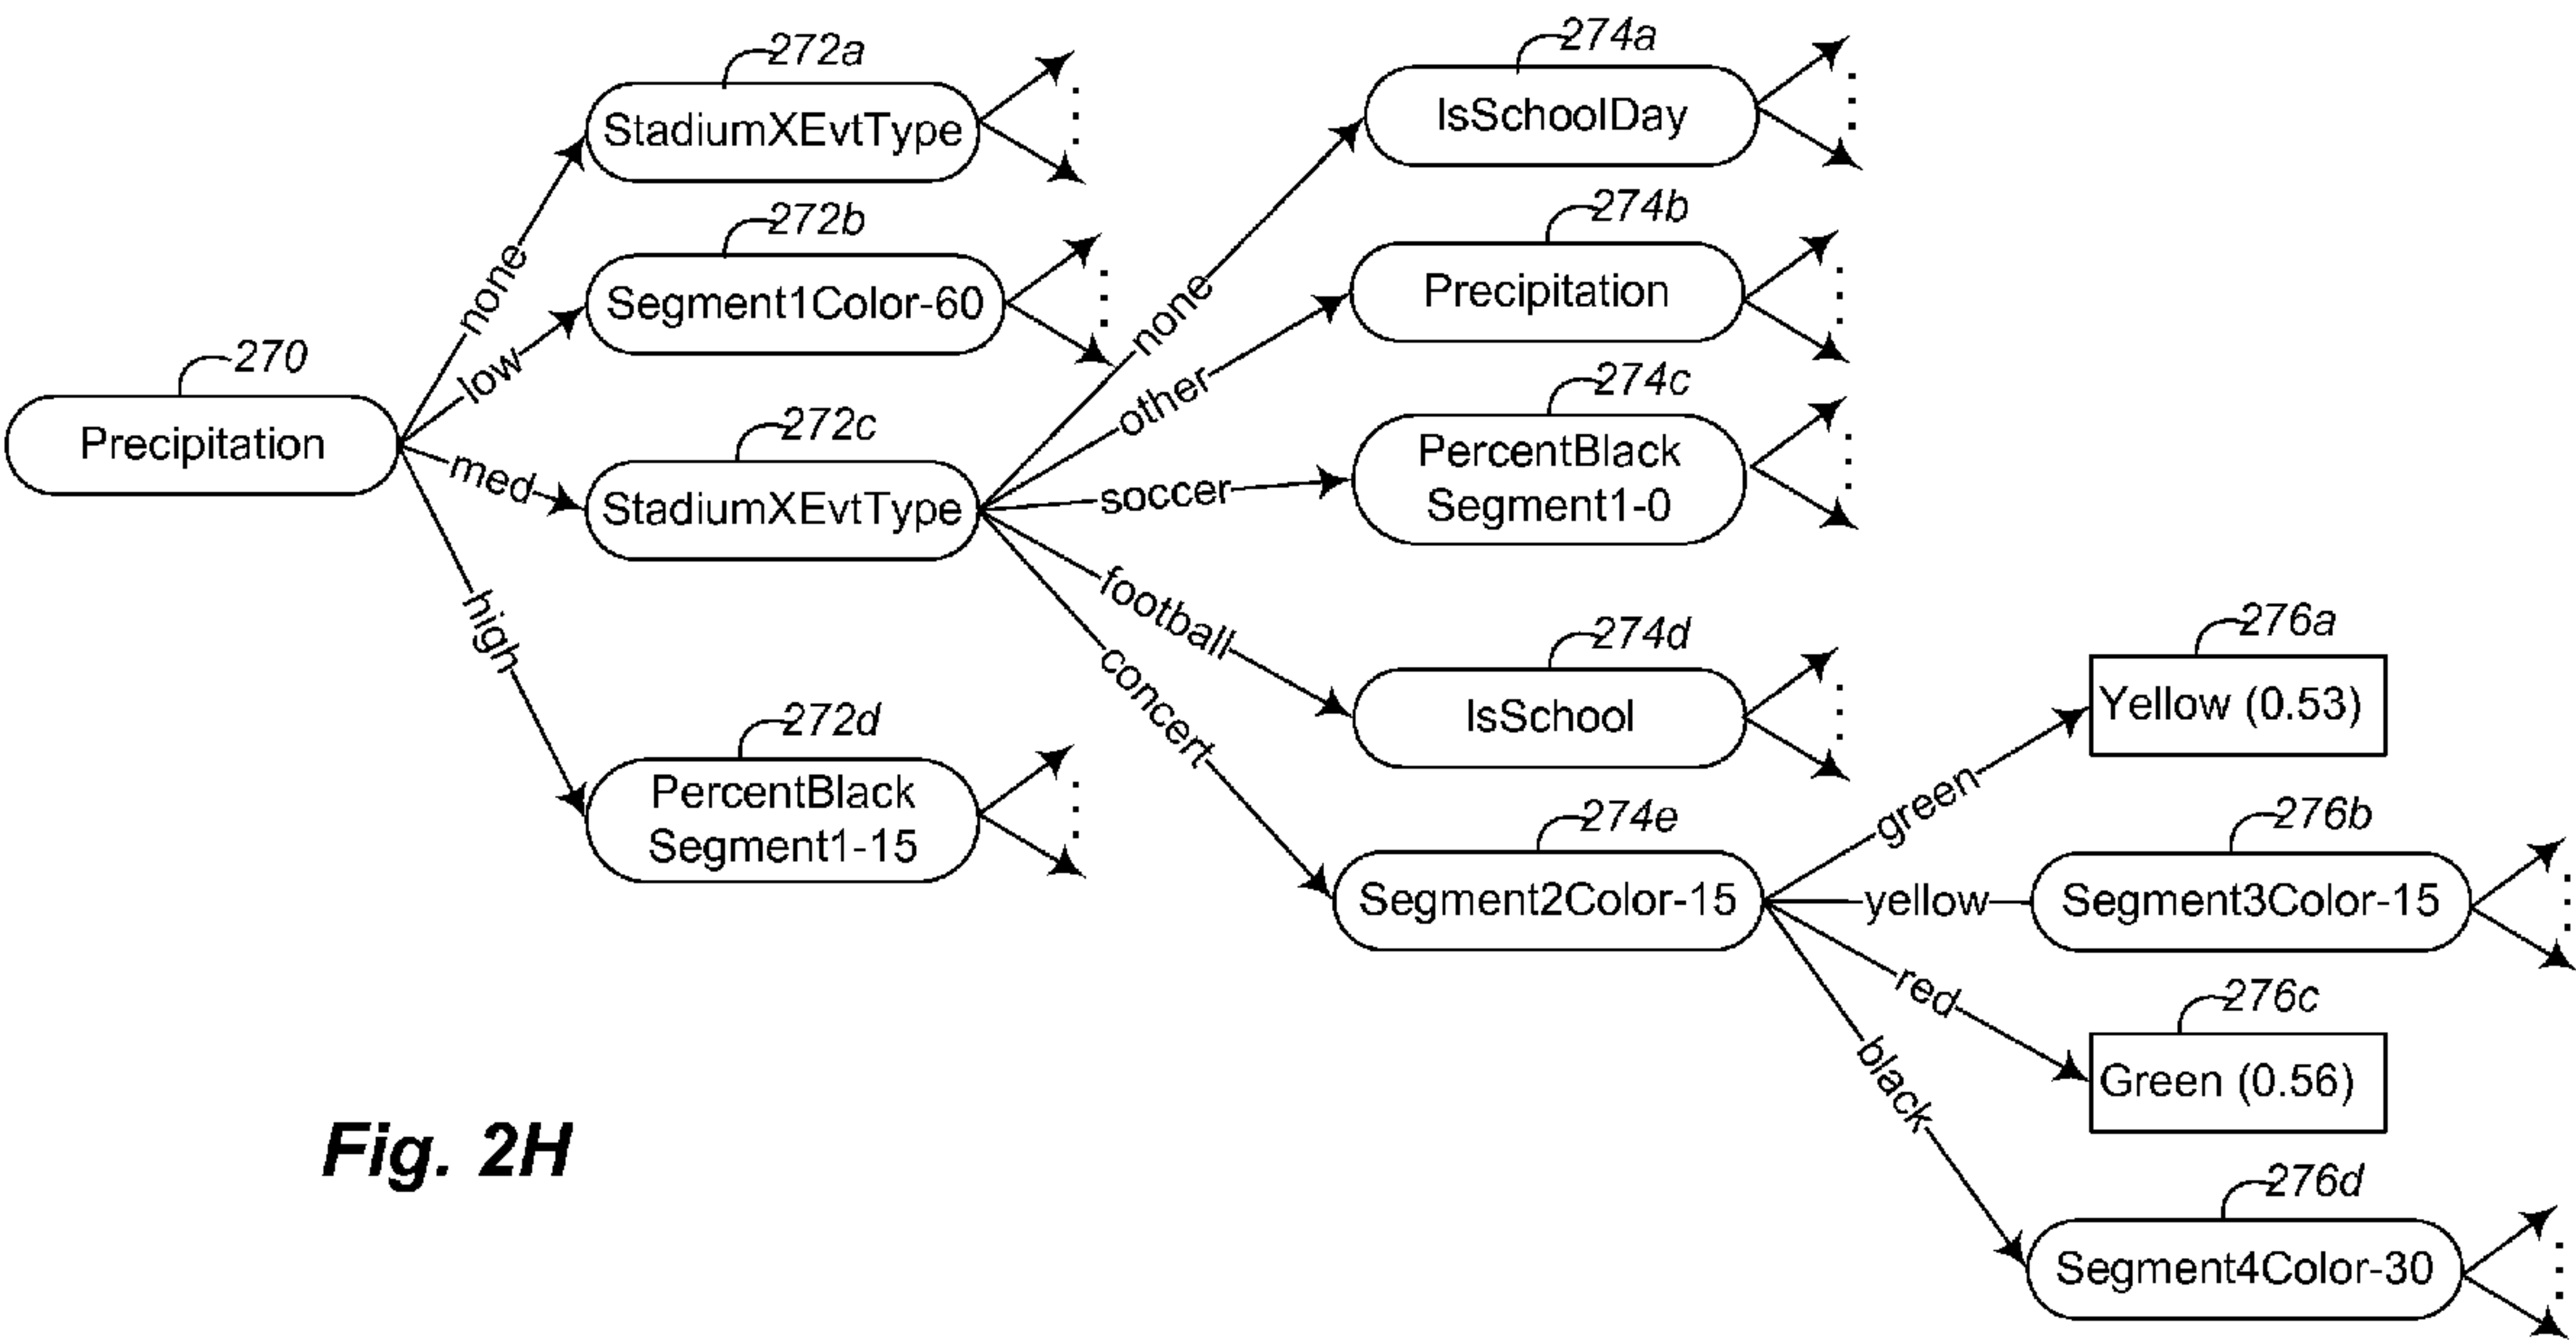 270
Precipitation
none
low
med
high
272a
StadiumXEvtType
272b
Segment1Color-60
272c
StadiumXEvtType
272d
PercentBlack
Segment1-15
none
other
soccer
football
concert
274a
IsSchoolDay
274b
Precipitation
274c
PercentBlack
Segment1-0
274d
IsSchool
274e
Segment2Color-15
green
yellow
red
black
276a
Yellow (0.53)
276b
Segment3Color-15
276c
Green (0.56)
276d
Segment4Color-30
Fig. 2H